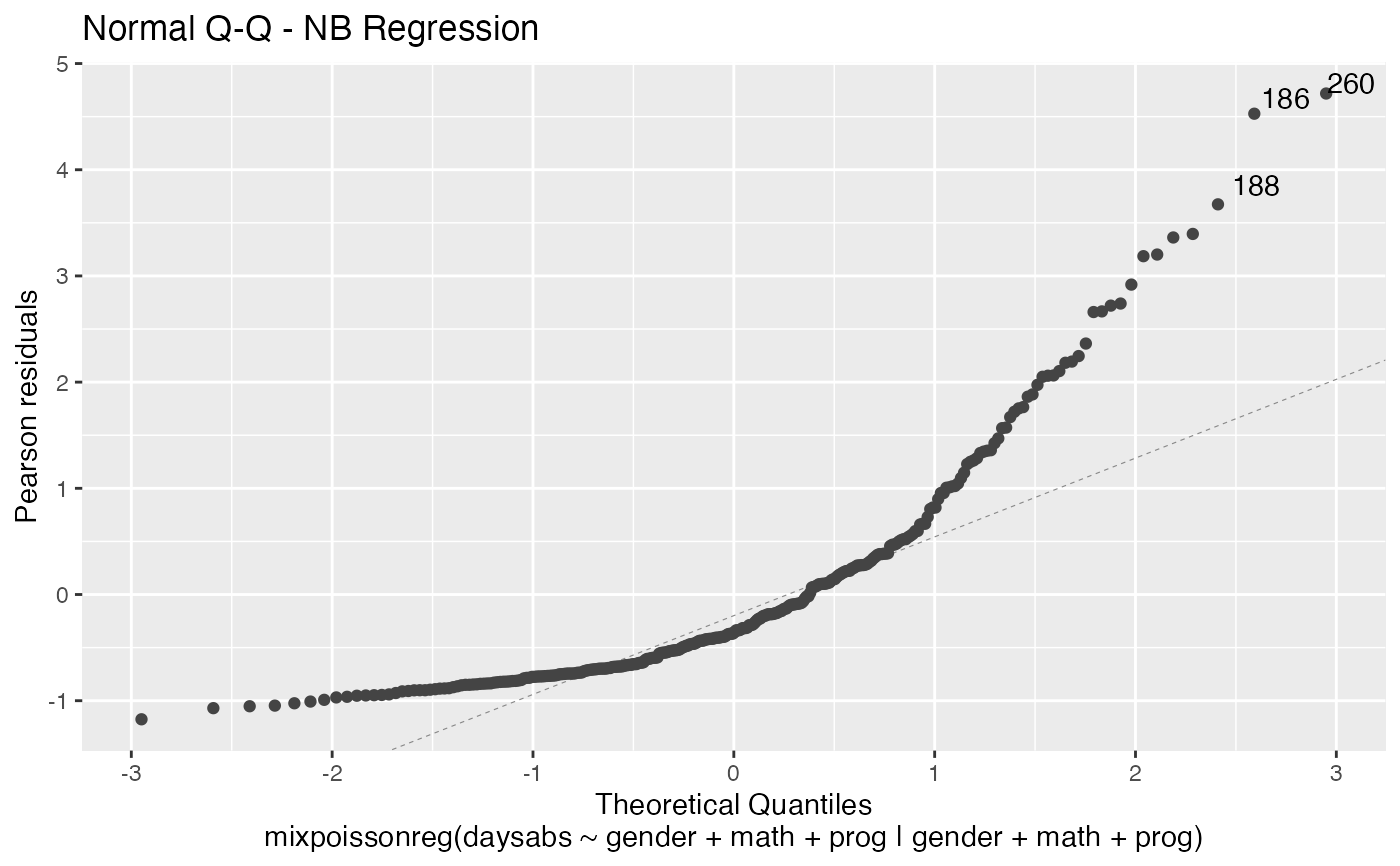 Normal Q-Q - NB Regression
5
260
186
4
188
3
2
1
0
-1
Pearson residuals
-3 -2 -1 0 1 2 3
Theoretical Quantiles
mixpoissonreg(daysabs ~ gender + math + prog | gender + math + prog)